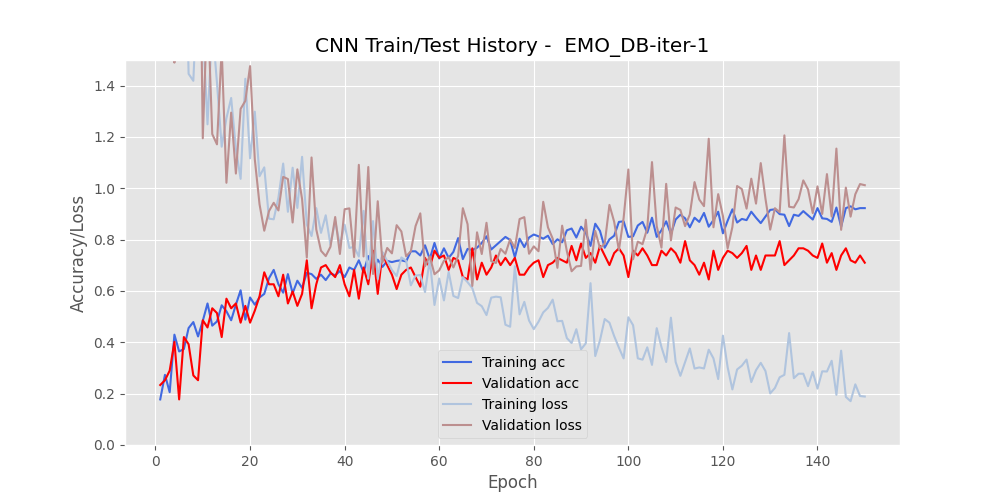 CNN Train/Test History -  EMO_DB-iter-1
1.4
1.2
1.0
0.8
0.6
0.4
0.2
0.0
Accuracy/Loss
Training acc
Validation acc
Training loss
Validation loss
0 20 40 60 80 100 120 140
Epoch